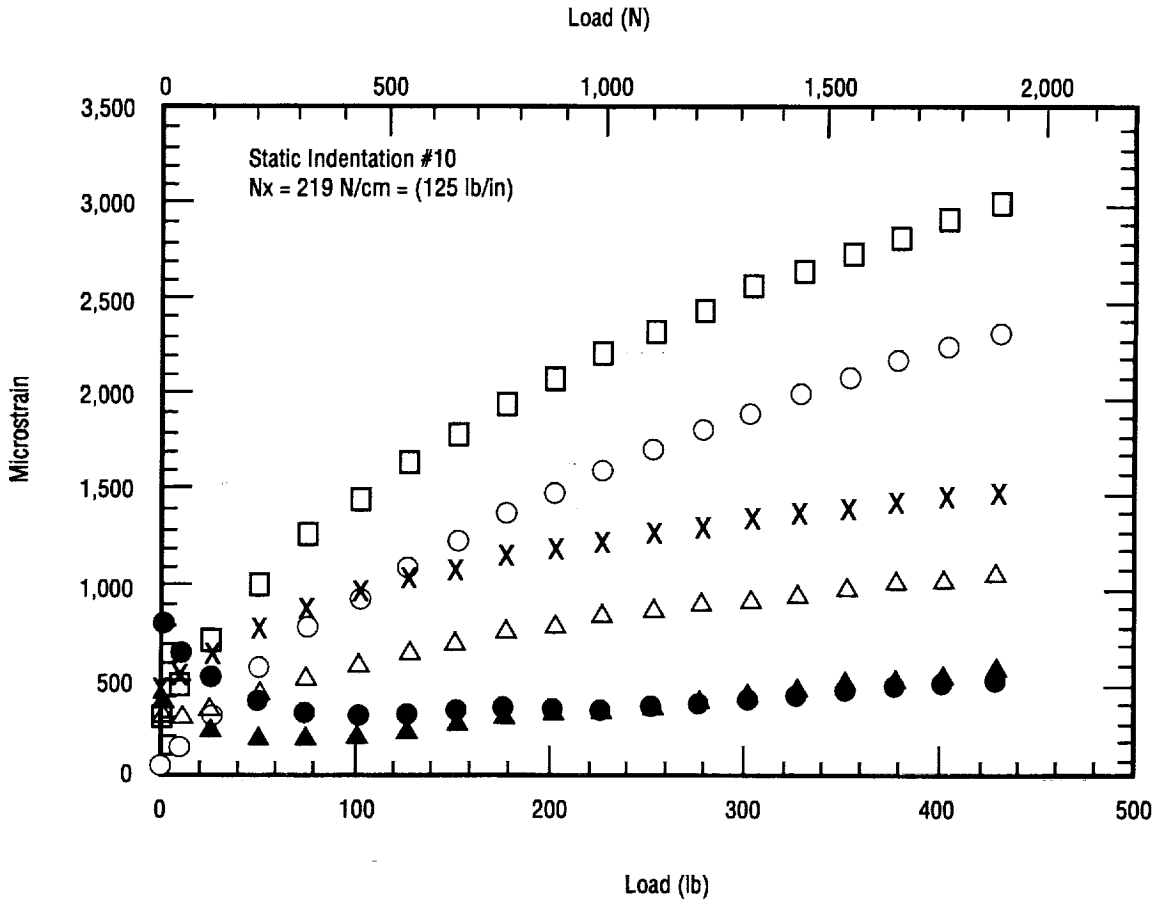 Load (N)
0 500 1,000 1,500 2,000
3,500
Static Indentation #10
Nx = 219 N/cm = (125 lb/in)
3,000
2,500
2,000
Microstrain
1,500
1,000
500
0
0 100 200 300 400 500
Load (lb)